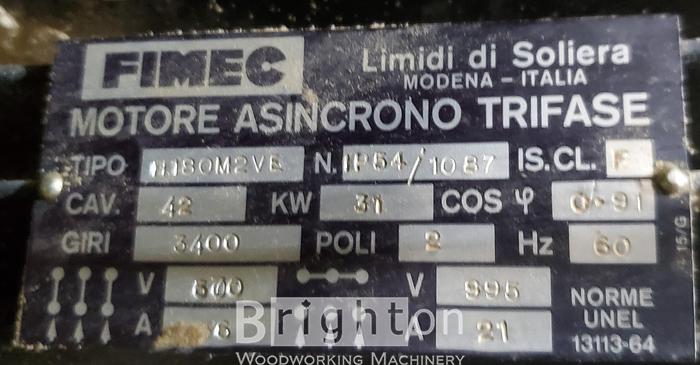 FIMEC Limidi di Soliera
MODENA - ITALIA
MOTORE ASINCRONO TRIFASE
TIPO N. IP54/1087 IS.CL. F
CAV. 42 KW 31 COS φ 0.91
GIRI 3400 POLI 2 Hz 60
V 600 V 995
A A 21
NORME
UNEL
13113-64
Brighton
WOODWORKING MACHINERY